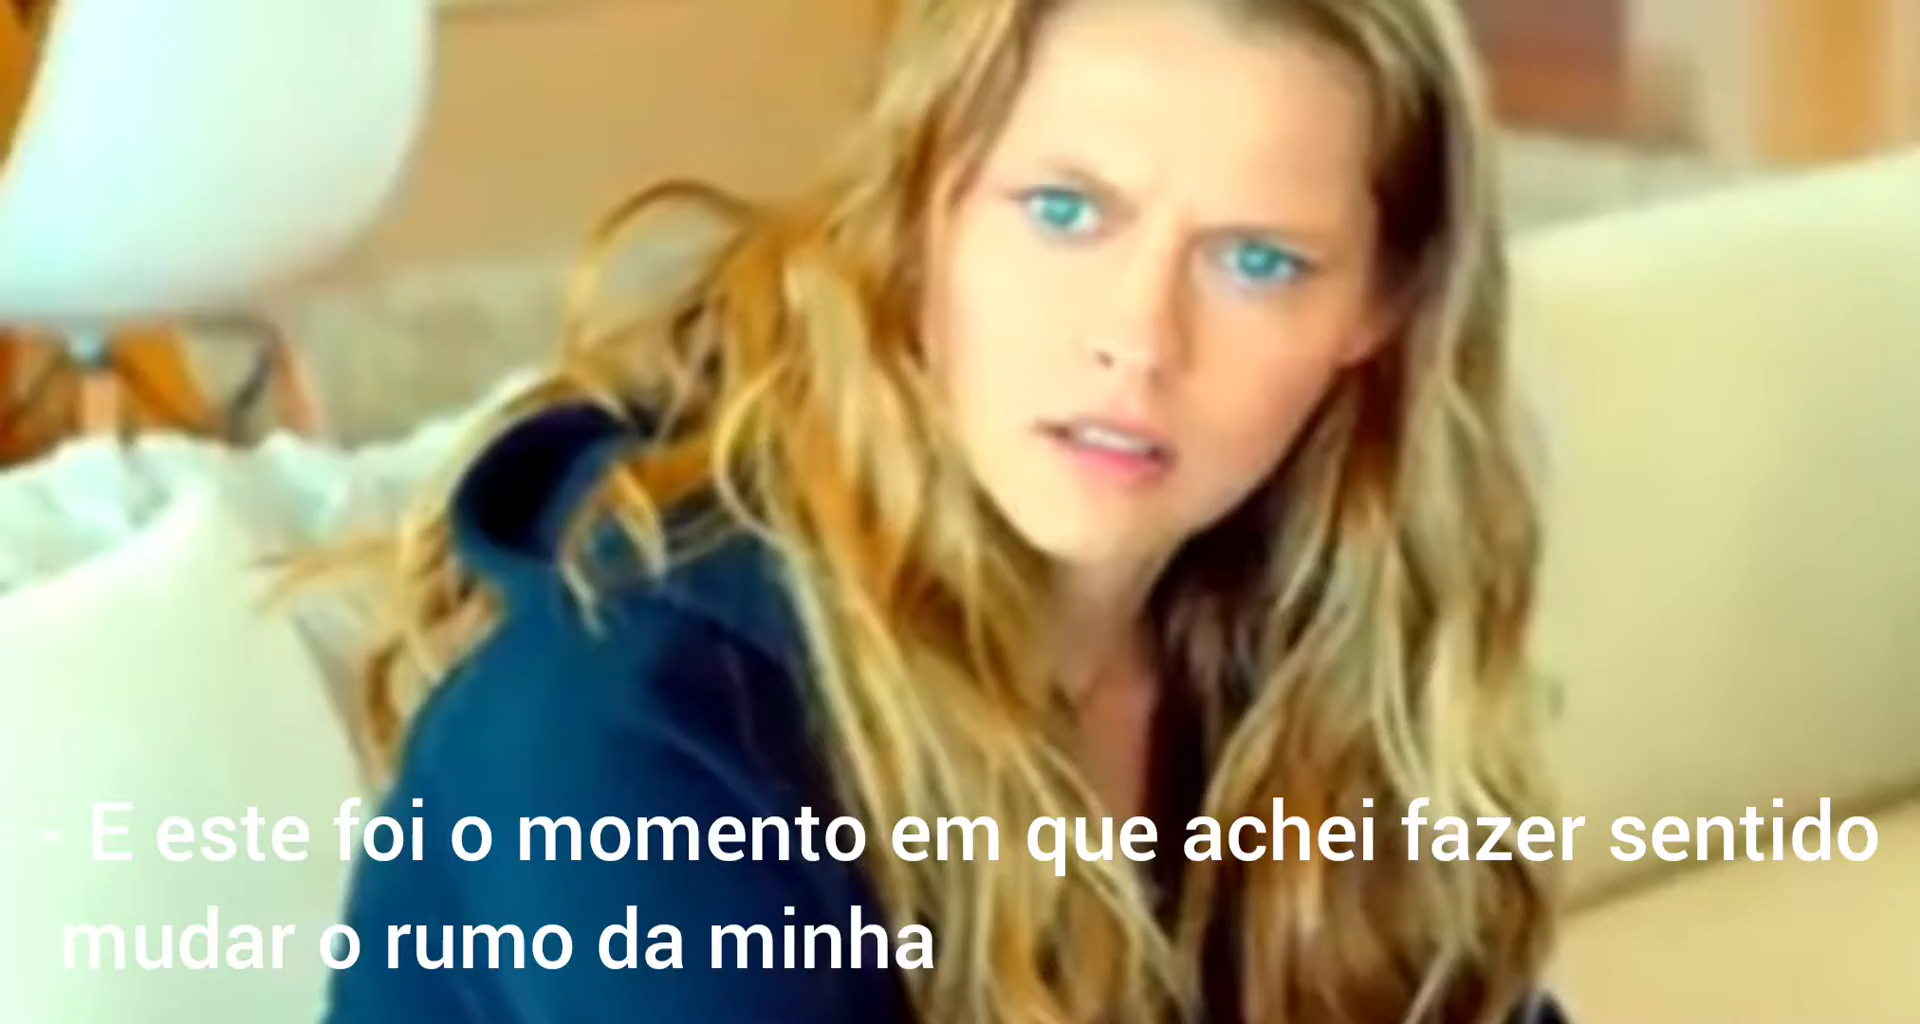 - E este foi o momento em que achei fazer sentido
mudar o rumo da minha